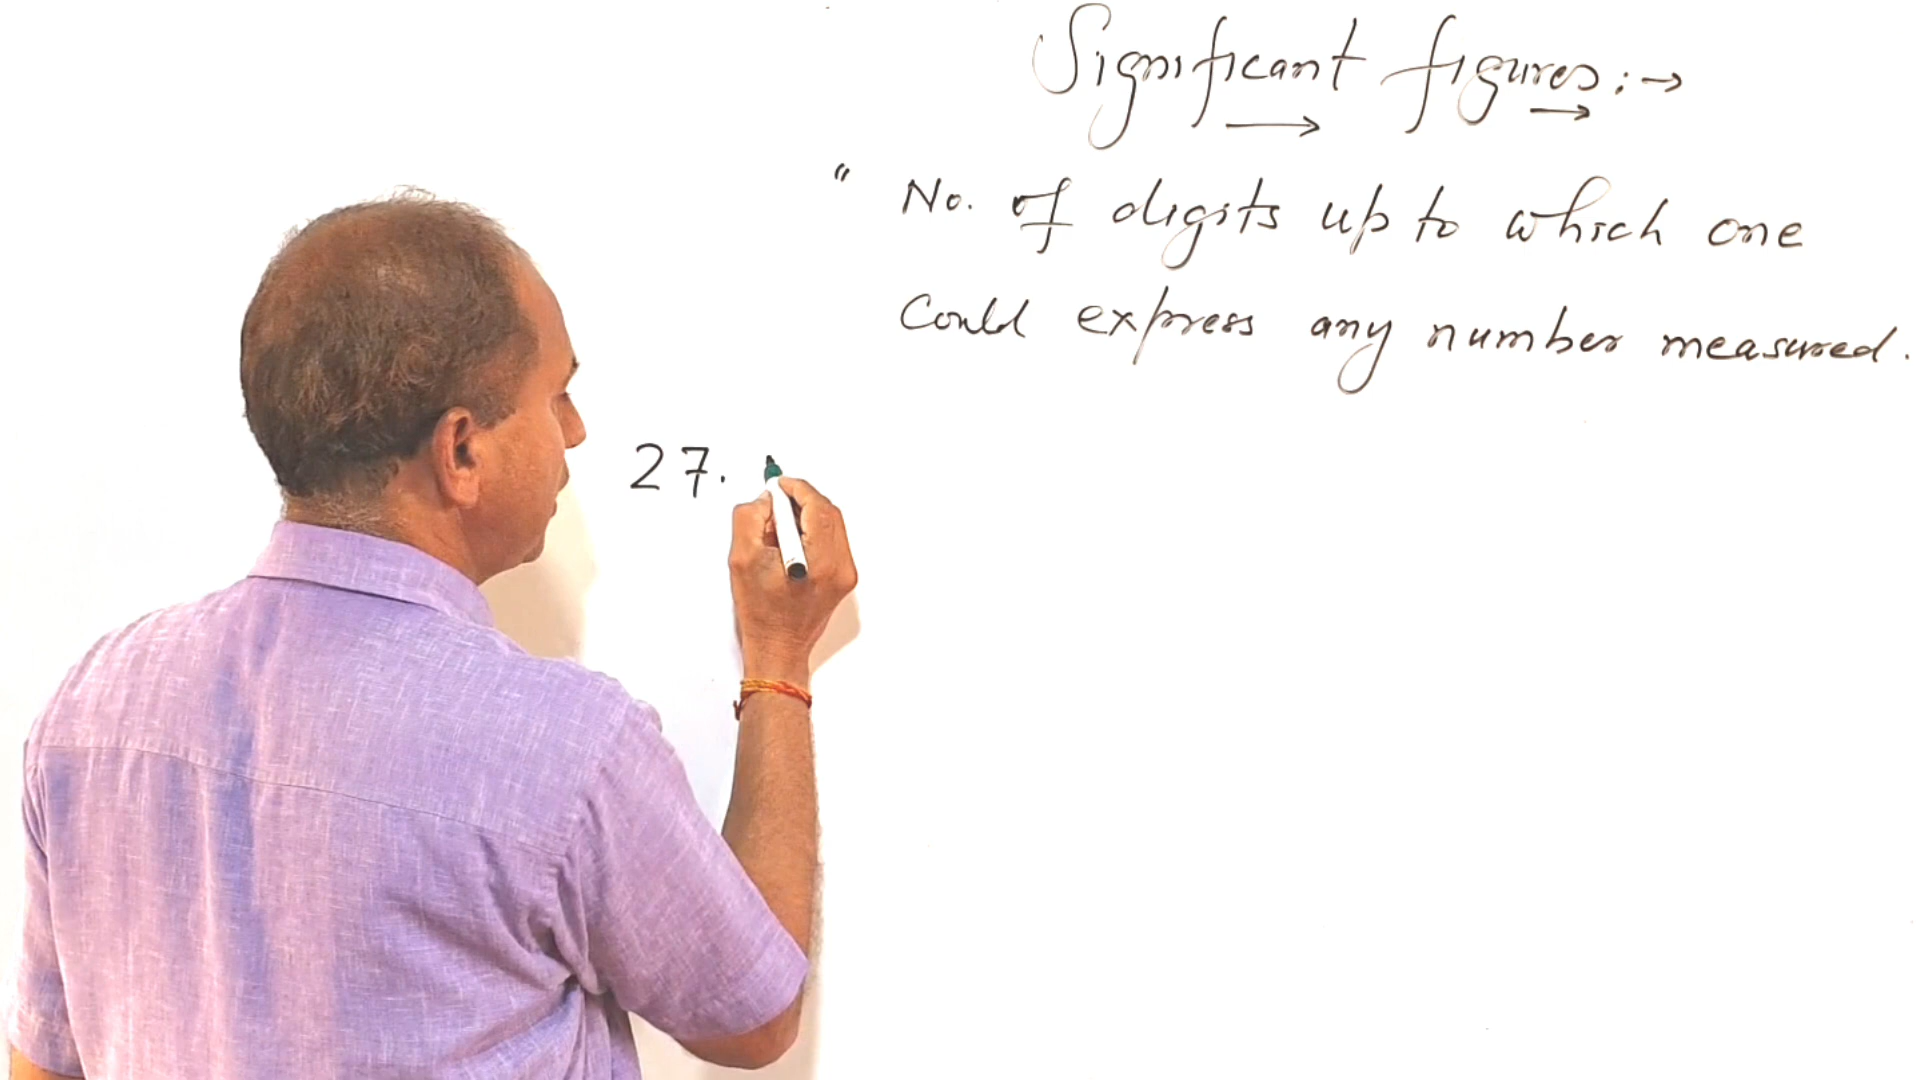 Significant figures :→
" No. of digits up to which one
Could express any number measured.
27.